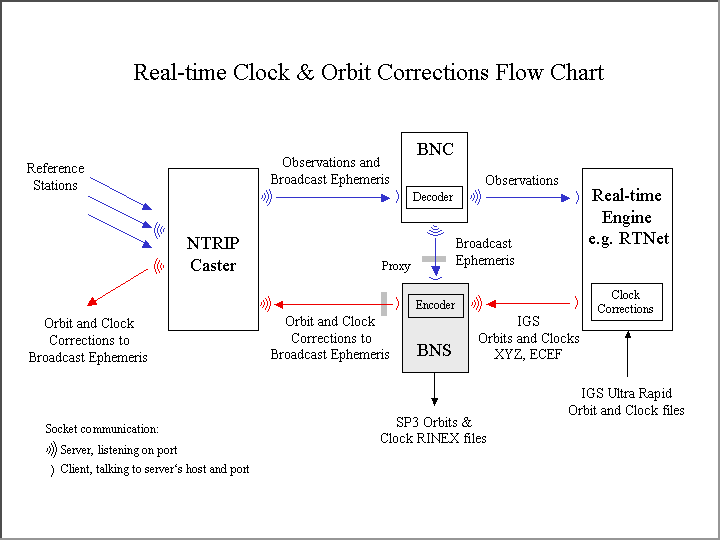 Real-time Clock & Orbit Corrections Flow Chart
Reference
Stations
NTRIP
Caster
Observations and
Broadcast Ephemeris
BNC
Decoder
Observations
Real-time
Engine
e.g. RTNet
Clock
Corrections
Broadcast
Ephemeris
Proxy
Encoder
BNS
IGS
Orbits and Clocks
XYZ, ECEF
Orbit and Clock
Corrections to
Broadcast Ephemeris
Orbit and Clock
Corrections to
Broadcast Ephemeris
IGS Ultra Rapid
Orbit and Clock files
SP3 Orbits &
Clock RINEX files
Socket communication:
Server, listening on port
Client, talking to server's host and port